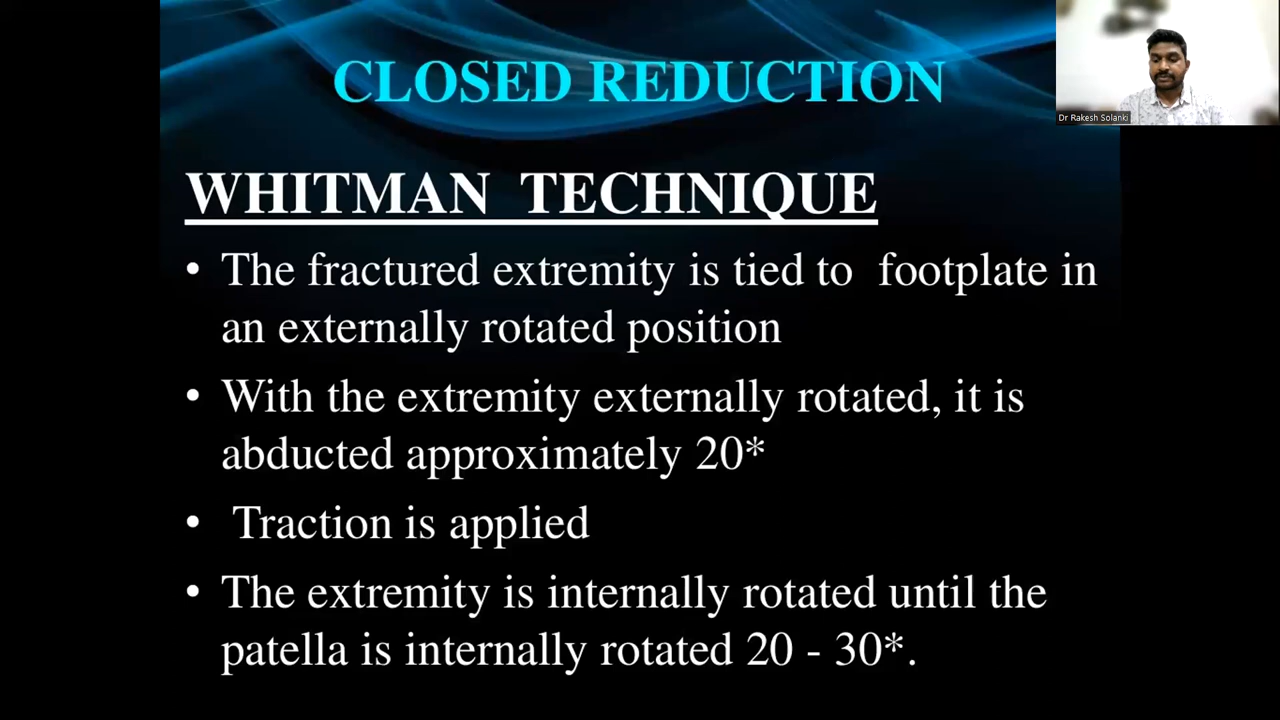 CLOSED REDUCTION
Dr Rakesh Solanki
WHITMAN TECHNIQUE
• The fractured extremity is tied to footplate in
an externally rotated position
• With the extremity externally rotated, it is
abducted approximately 20*
• Traction is applied
• The extremity is internally rotated until the
patella is internally rotated 20 - 30*.